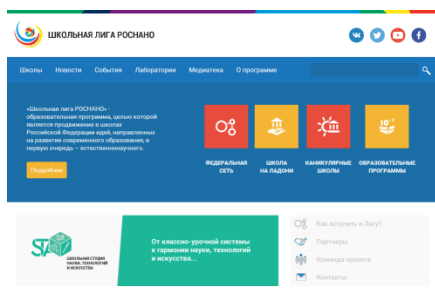 ШКОЛЬНАЯ ЛИГА РОСНАНО
Школы Новости События Лаборатории Медиатека О программе
«Школьная лига РОСНАНО» -
образовательная программа, целью которой
является продвижение в школах
Российской Федерации идей, направленных
на развитие современного образования, в
первую очередь – естественнонаучного.
Подробнее
ФЕДЕРАЛЬНАЯ
СЕТЬ
ШКОЛА
НА ЛАДОНИ
КАНИКУЛЯРНЫЕ
ШКОЛЫ
ОБРАЗОВАТЕЛЬНЫЕ
ПРОГРАММЫ
ШКОЛЬНАЯ СТУДИЯ
НАУКИ, ТЕХНОЛОГИЙ
И ИСКУССТВА
От классно-урочной системы
к гармонии науки, технологий
и искусства...
Как вступить в Лигу?
Партнеры
Команда проекта
Контакты